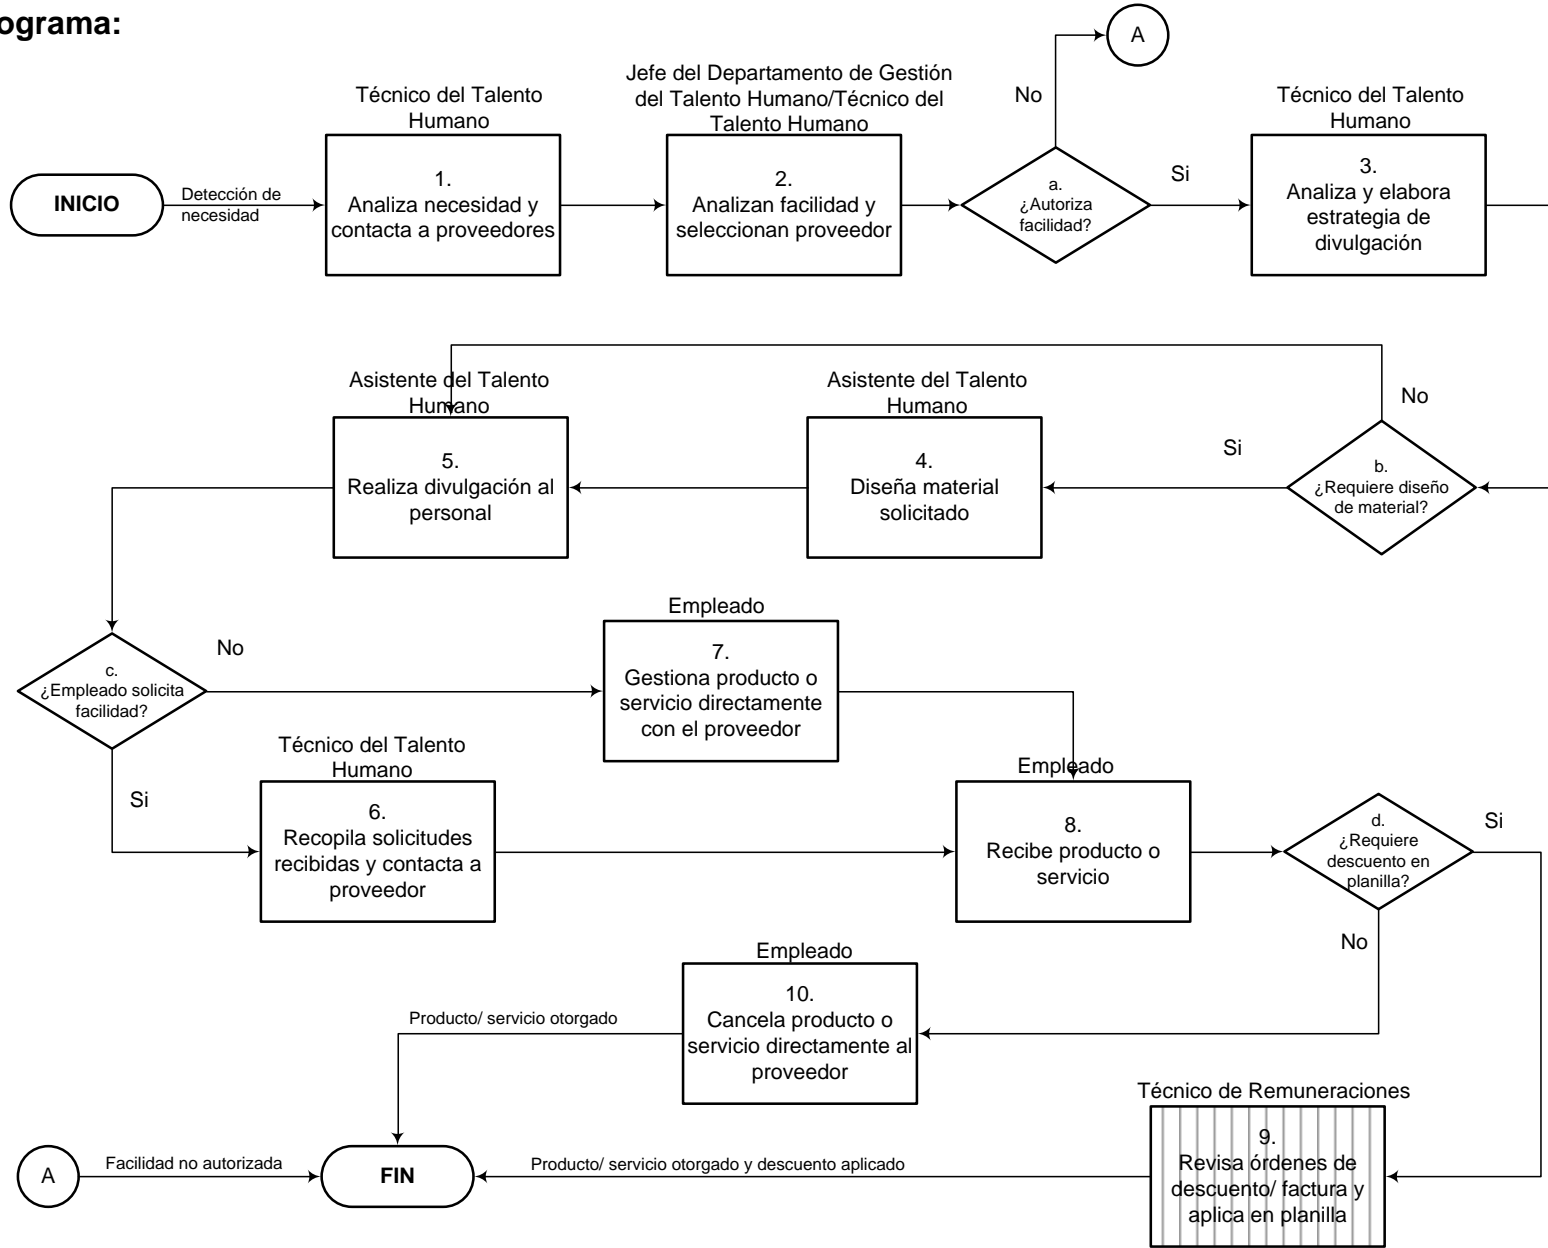 ograma:
A
Técnico del Talento
Humano
Jefe del Departamento de Gestión
del Talento Humano/Técnico del
Talento Humano
No
Técnico del Talento
Humano
INICIO
Detección de
necesidad
1.
Analiza necesidad y
contacta a proveedores
2.
Analizan facilidad y
seleccionan proveedor
a.
¿Autoriza
facilidad?
Si
3.
Analiza y elabora
estrategia de
divulgación
Asistente del Talento
Humano
Asistente del Talento
Humano
No
5.
Realiza divulgación al
personal
4.
Diseña material
solicitado
Si
b.
¿Requiere diseño
de material?
Empleado
c.
¿Empleado solicita
facilidad?
No
7.
Gestiona producto o
servicio directamente
con el proveedor
Técnico del Talento
Humano
Empleado
Si
6.
Recopila solicitudes
recibidas y contacta a
proveedor
8.
Recibe producto o
servicio
d.
¿Requiere
descuento en
planilla?
Si
No
Empleado
Producto/ servicio otorgado
10.
Cancela producto o
servicio directamente al
proveedor
Técnico de Remuneraciones
A
Facilidad no autorizada
FIN
Producto/ servicio otorgado y descuento aplicado
9.
Revisa órdenes de
descuento/ factura y
aplica en planilla